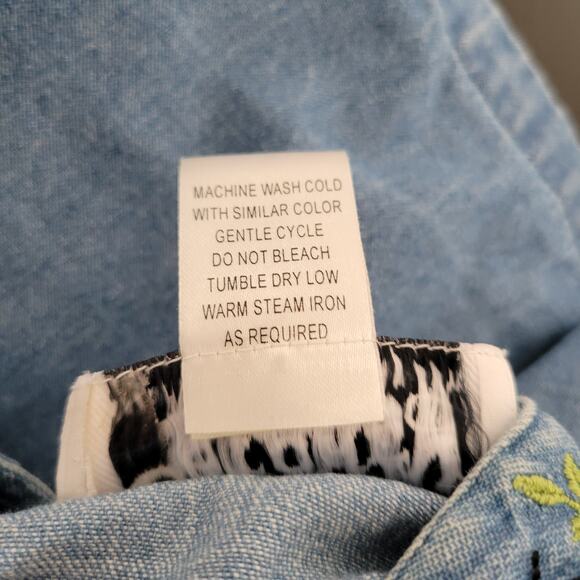 MACHINE WASH COLD
WITH SIMILAR COLOR
GENTLE CYCLE
DO NOT BLEACH
TUMBLE DRY LOW
WARM STEAM IRON
AS REQUIRED